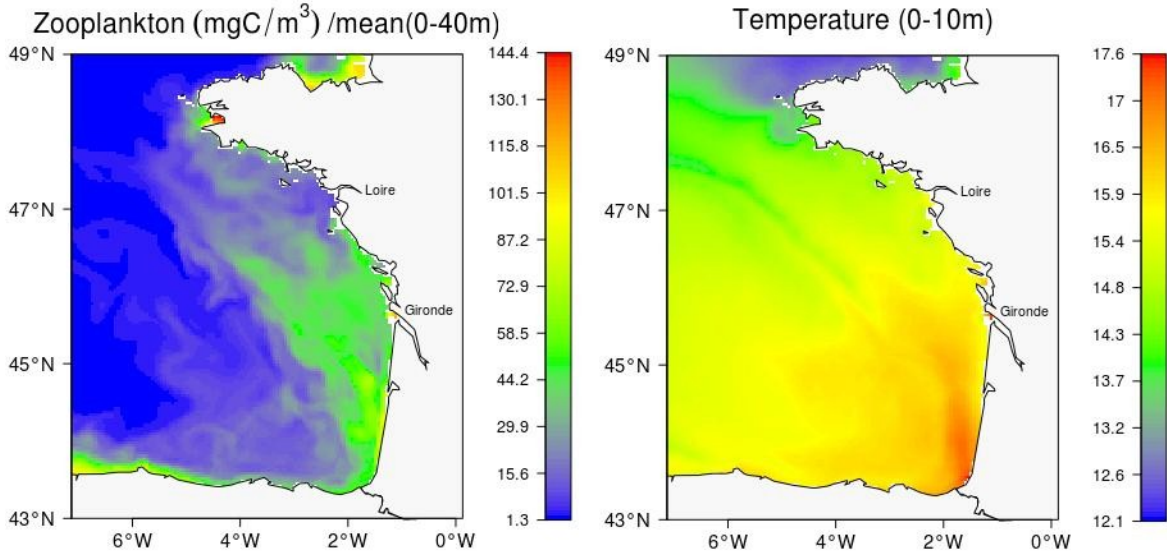 Zooplankton (mgC/m³) /mean(0-40m)
49°N
47°N
45°N
43°N
6°W
4°W
2°W
0°W
Loire
Gironde
144.4
130.1
115.8
101.5
87.2
72.9
58.5
44.2
29.9
15.6
1.3
Temperature (0-10m)
49°N
47°N
45°N
43°N
6°W
4°W
2°W
0°W
Loire
Gironde
17.6
17
16.5
15.9
15.4
14.8
14.3
13.7
13.2
12.6
12.1